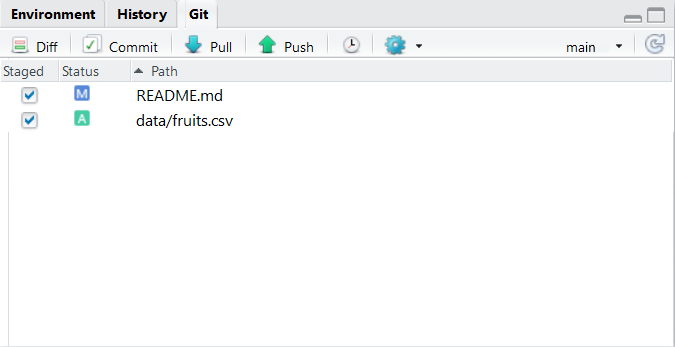 Environment History Git
Diff Commit Pull Push main
Staged Status Path
M README.md
A data/fruits.csv